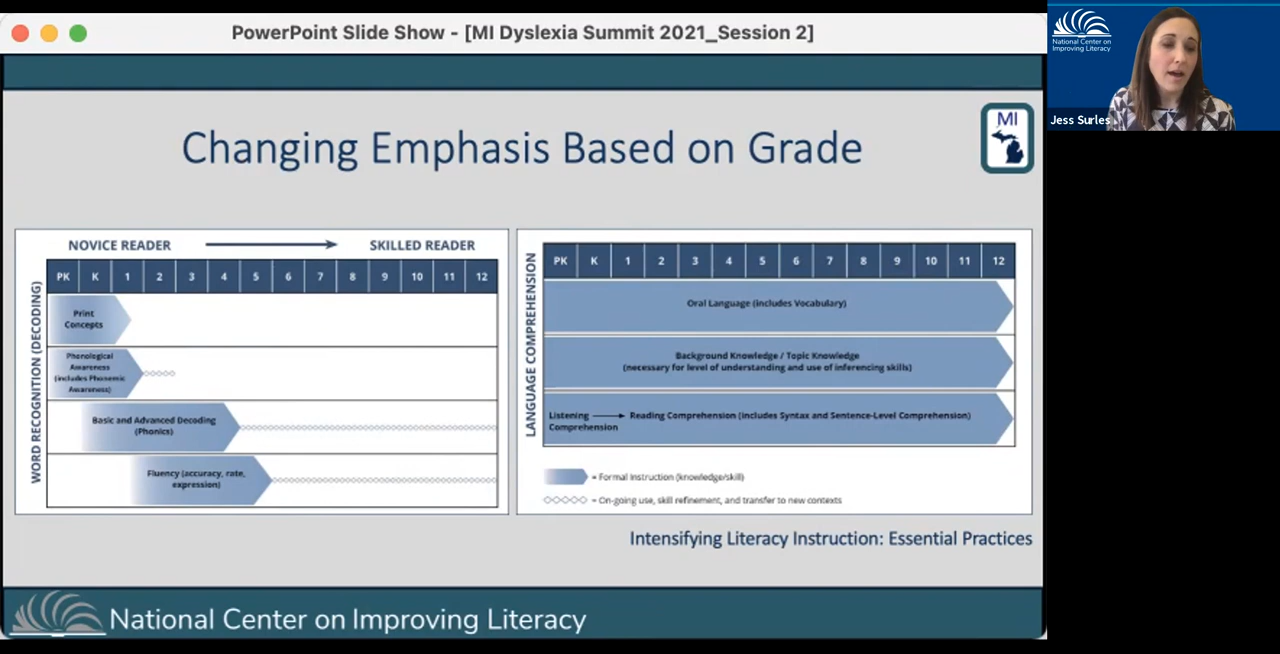 PowerPoint Slide Show - [MI Dyslexia Summit 2021_Session 2]
National Center on
Improving Literacy
Jess Surles
Changing Emphasis Based on Grade
MI
NOVICE READER
SKILLED READER
WORD RECOGNITION (DECODING)
PK K 1 2 3 4 5 6 7 8 9 10 11 12
Print
Concepts
Phonological
Awareness
(includes Phonemic
Awareness)
Basic and Advanced Decoding
(Phonics)
Fluency (accuracy, rate,
expression)
LANGUAGE COMPREHENSION
PK K 1 2 3 4 5 6 7 8 9 10 11 12
Oral Language (includes Vocabulary)
Background Knowledge / Topic Knowledge
(necessary for level of understanding and use of inferencing skills)
Listening Reading Comprehension (includes Syntax and Sentence-Level Comprehension)
Comprehension
= Formal Instruction (knowledge/skill)
= On-going use, skill refinement, and transfer to new contexts
Intensifying Literacy Instruction: Essential Practices
National Center on Improving Literacy